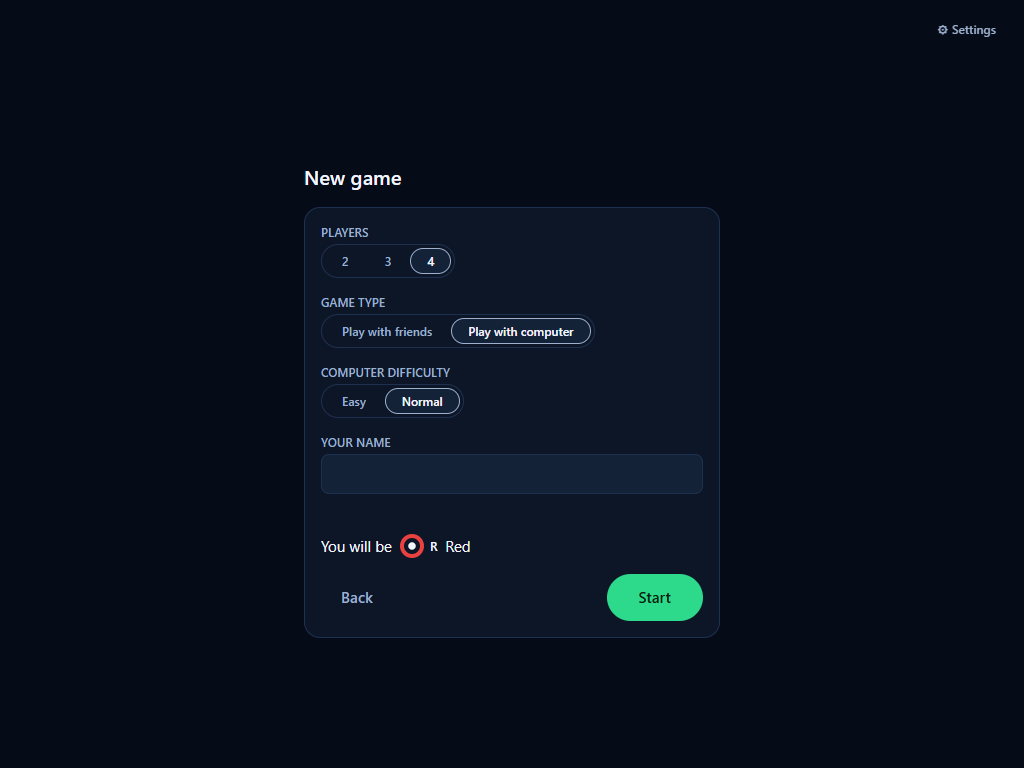 ⚙ Settings
New game
PLAYERS
2 3 4
GAME TYPE
Play with friends Play with computer
COMPUTER DIFFICULTY
Easy Normal
YOUR NAME
You will be R Red
Back Start